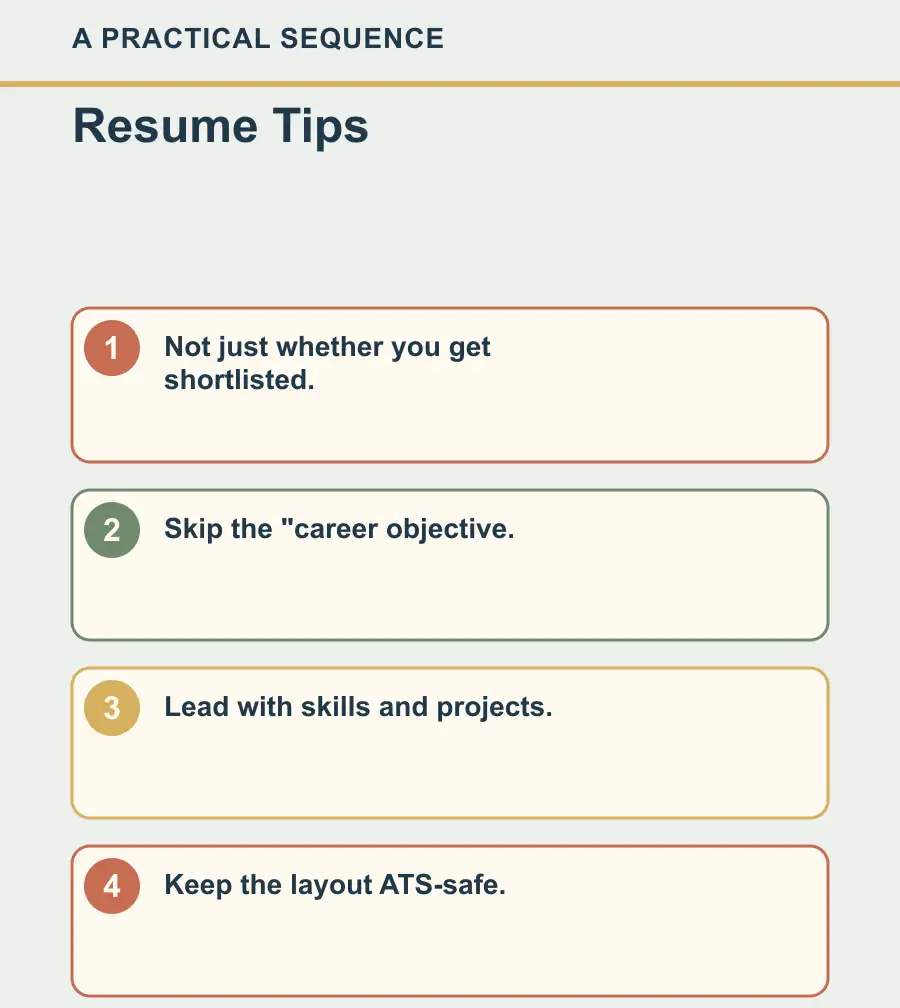 A PRACTICAL SEQUENCE
Resume Tips
1
Not just whether you get
shortlisted.
2
Skip the "career objective.
3
Lead with skills and projects.
4
Keep the layout ATS-safe.